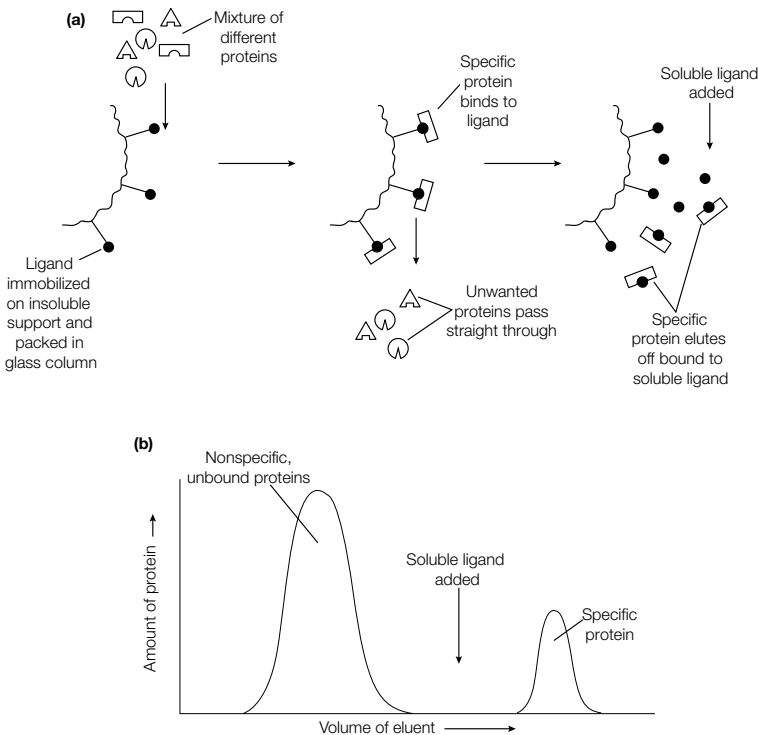 (a)
Mixture of
different
proteins
Ligand
immobilized
on insoluble
support and
packed in
glass column
Specific
protein
binds to
ligand
Unwanted
proteins pass
straight through
Soluble ligand
added
Specific
protein elutes
off bound to
soluble ligand
(b)
Nonspecific,
unbound proteins
Soluble ligand
added
Specific
protein
Amount of protein
Volume of eluent